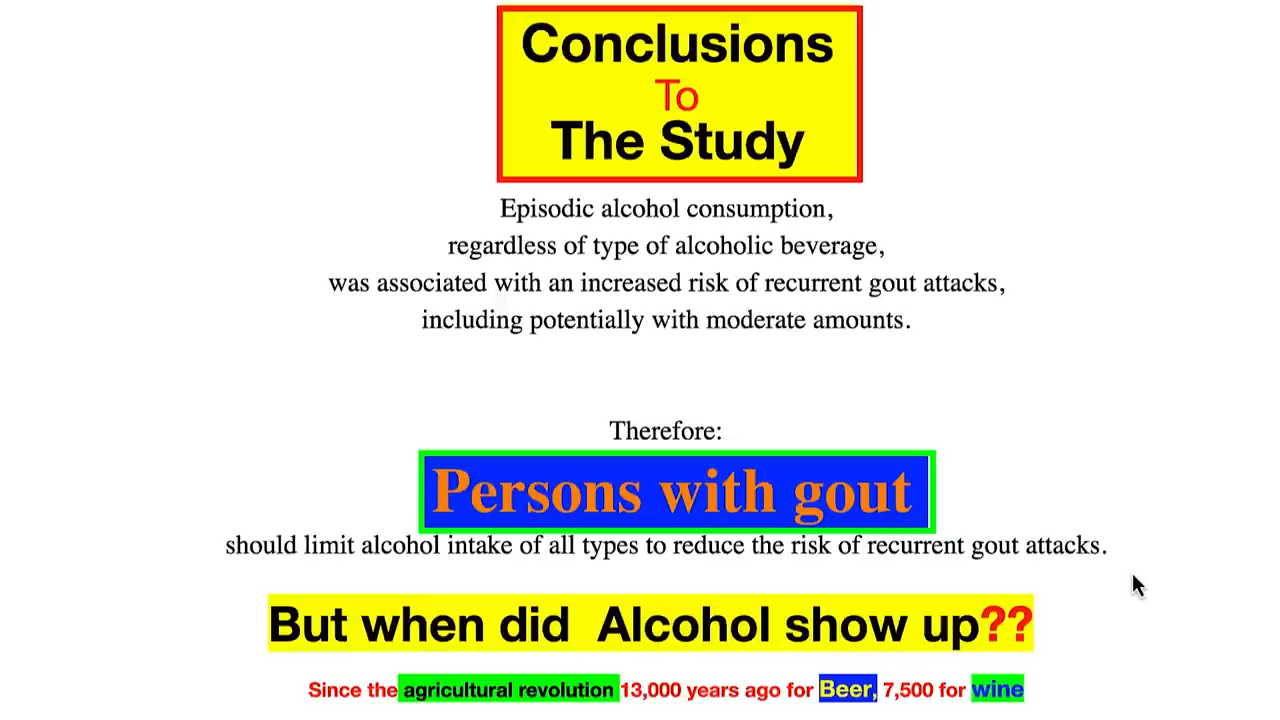 Conclusions
To
The Study
Episodic alcohol consumption,
regardless of type of alcoholic beverage,
was associated with an increased risk of recurrent gout attacks,
including potentially with moderate amounts.
Therefore:
Persons with gout
should limit alcohol intake of all types to reduce the risk of recurrent gout attacks.
But when did Alcohol show up??
Since the agricultural revolution 13,000 years ago for Beer, 7,500 for wine